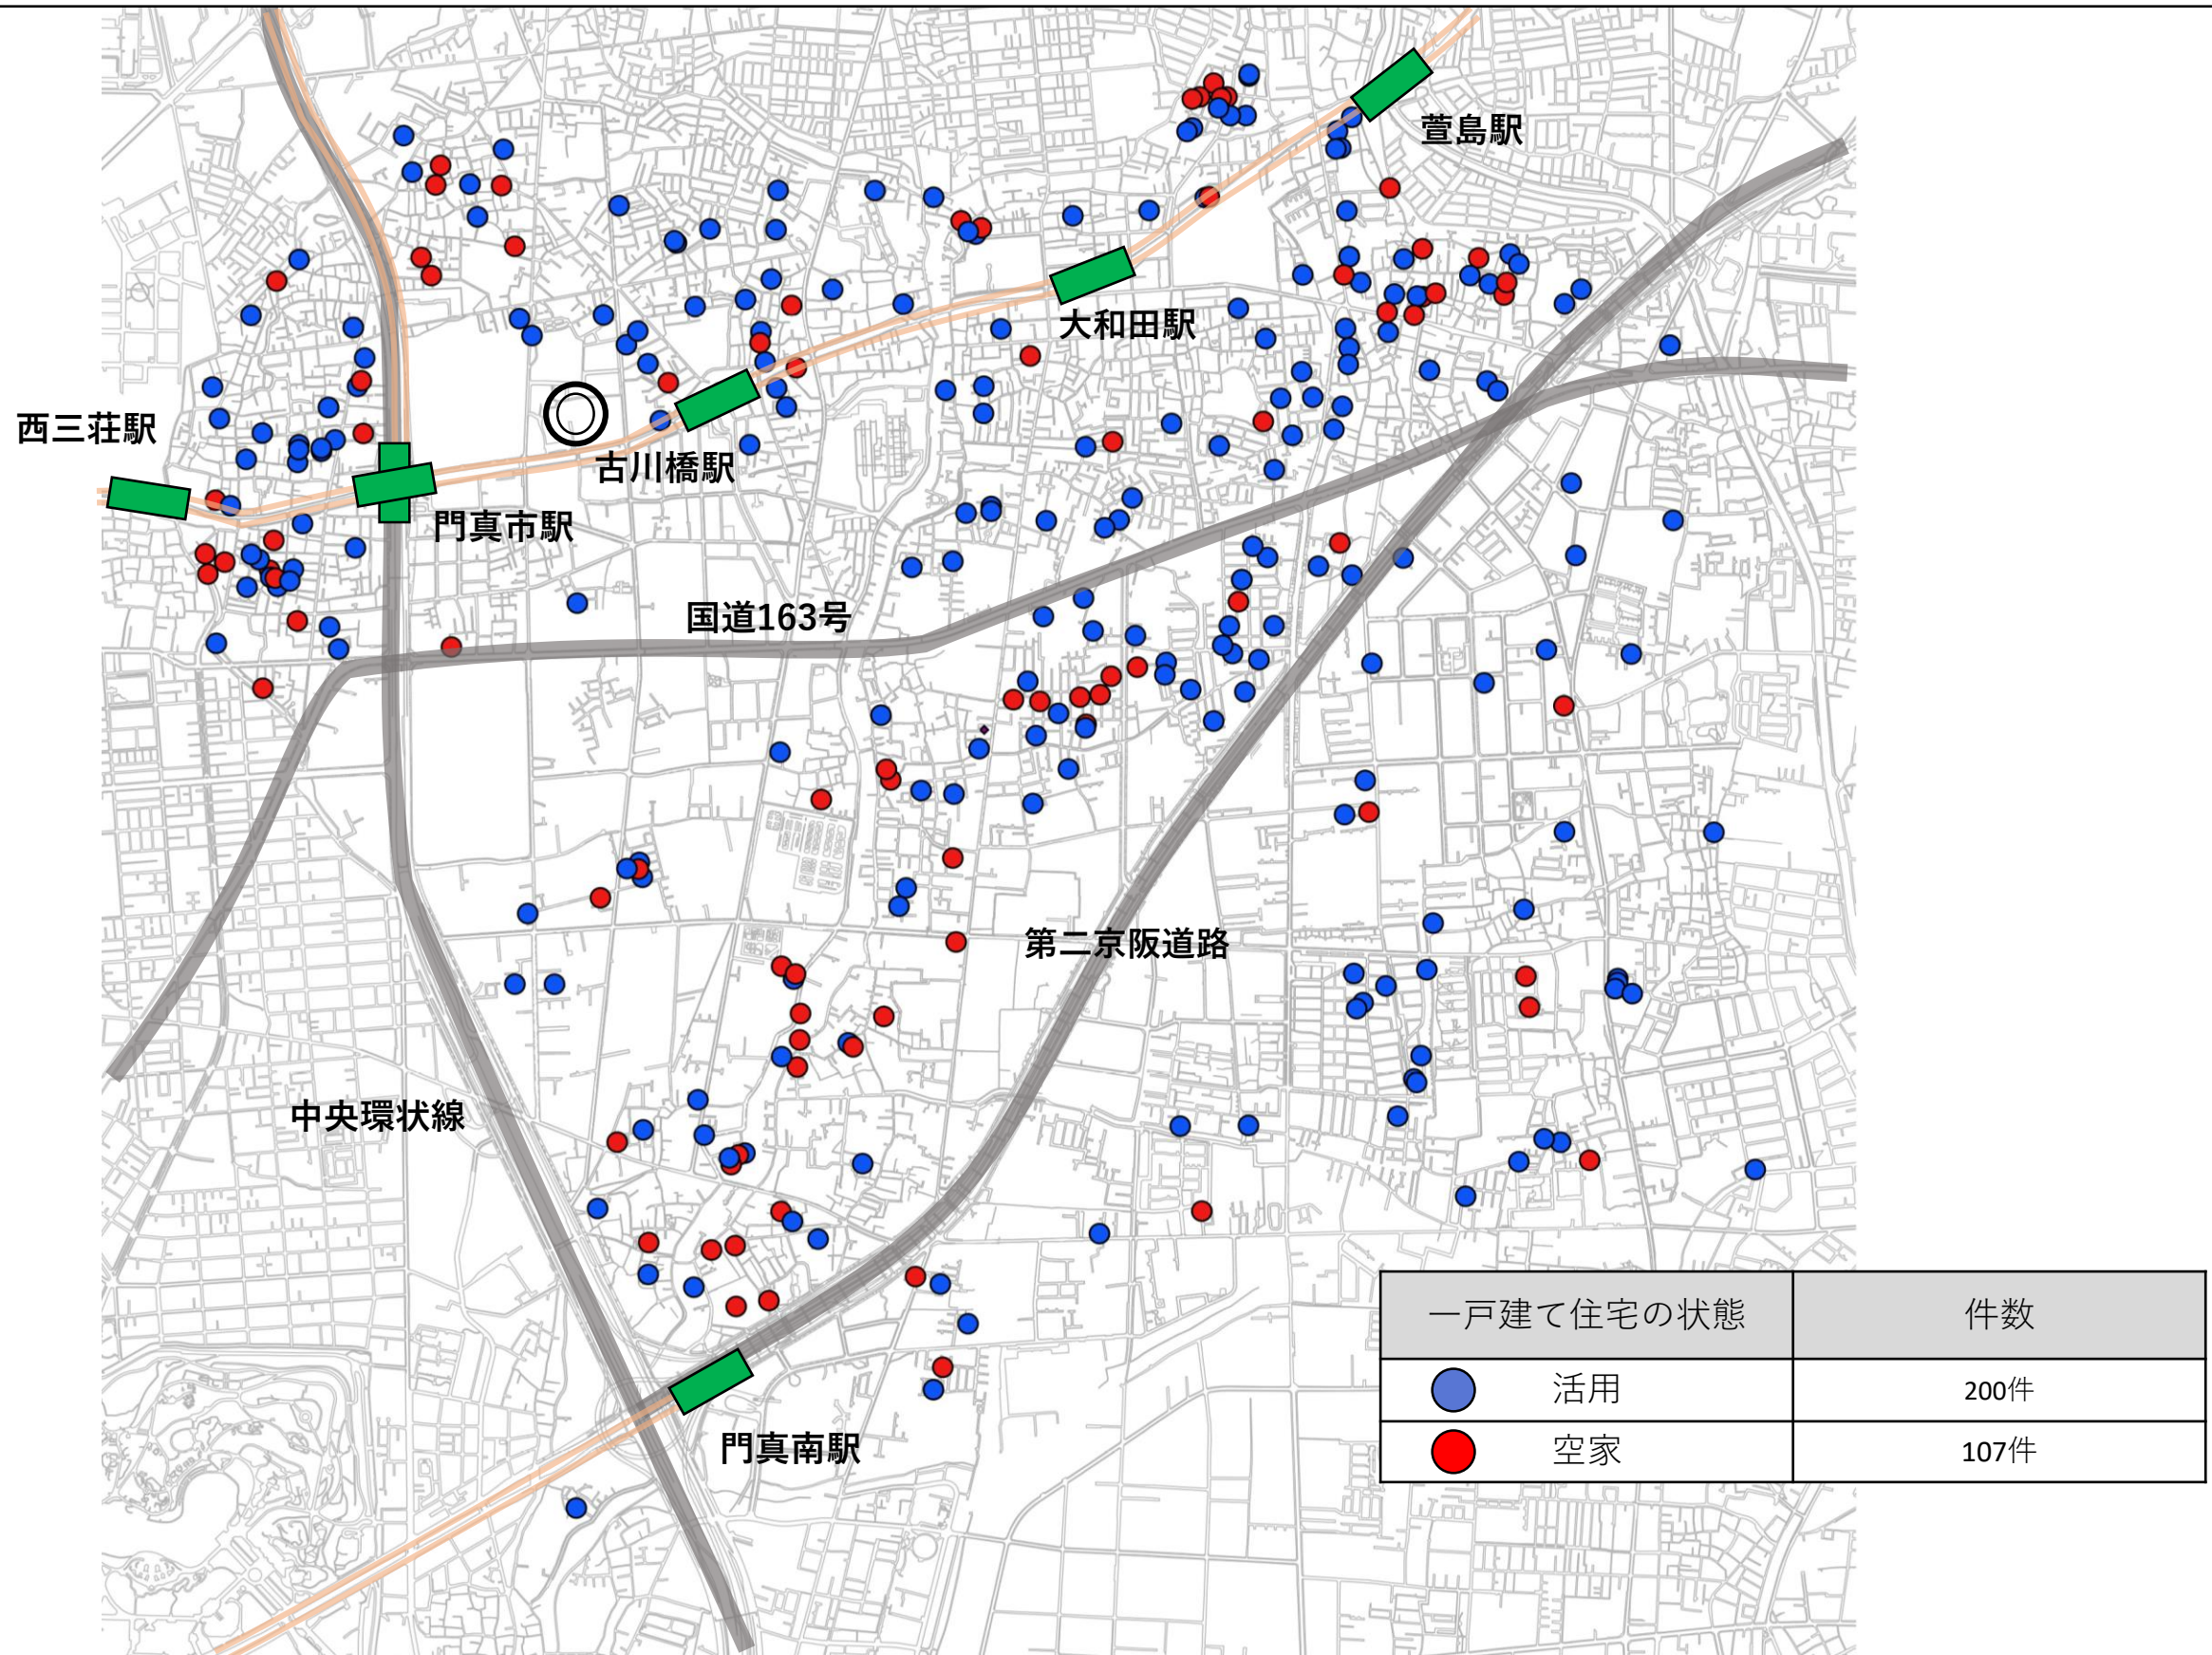 萱島駅
大和田駅
西三荘駅
古川橋駅
門真市駅
国道163号
第二京阪道路
中央環状線
門真南駅
一戸建て住宅の状態 件数
活用 200件
空家 107件